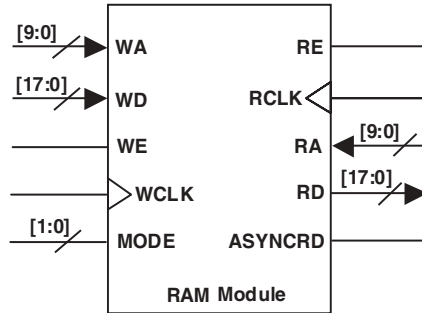 [9:0] WA RE
[17:0] WD RCLK
WE RA [9:0]
WCLK RD [17:0]
[1:0] MODE ASYNCRD
RAM Module